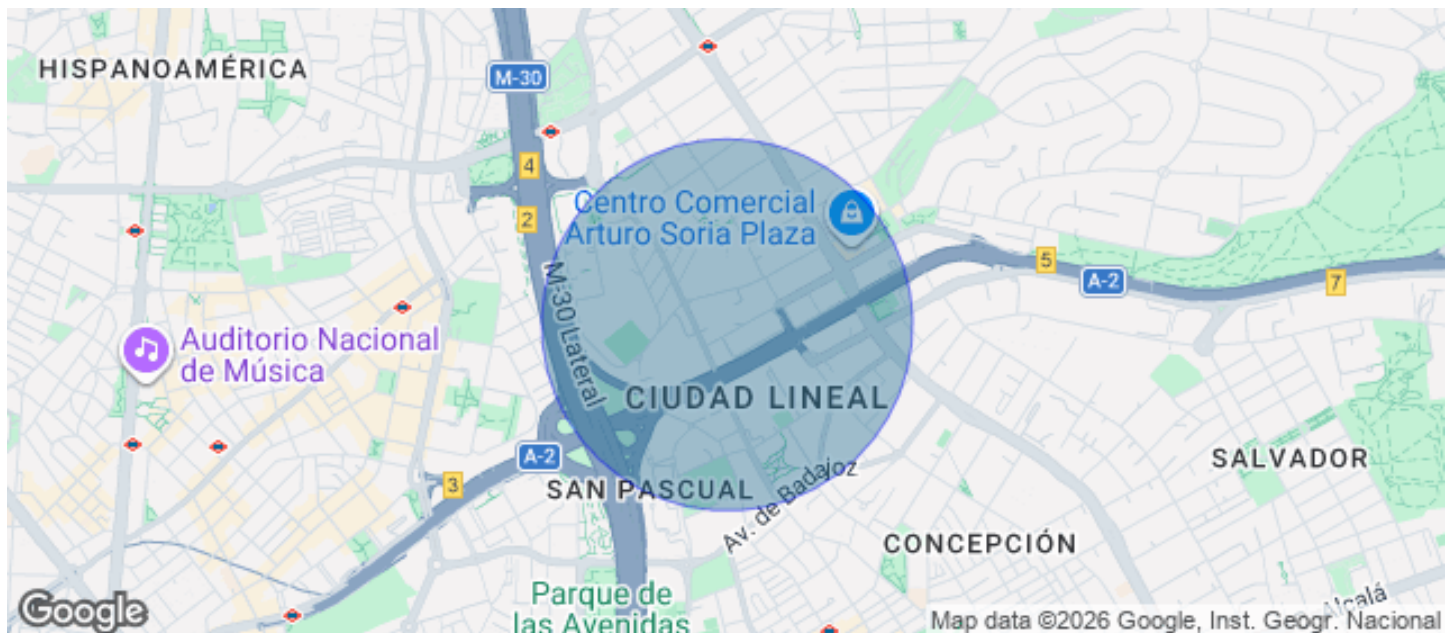 HISPANOAMÉRICA
M-30
4
2
Centro Comercial
Arturo Soria Plaza
5
A-2
7
M-30 Lateral
Auditorio Nacional
de Música
CIUDAD LINEAL
A-2
3
SAN PASCUAL
Av. de Badajoz
SALVADOR
CONCEPCIÓN
Parque de
las Avenidas
Alcalá
Google
Map data ©2026 Google, Inst. Geogr. Nacional